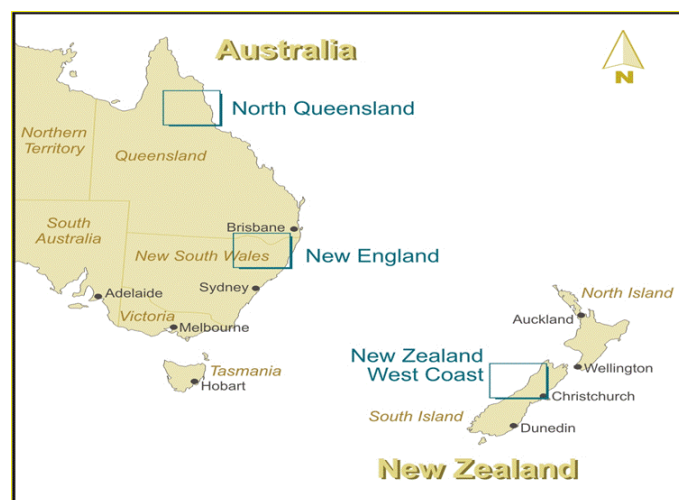 Australia
N
North Queensland
Northern
Territory
Queensland
South
Australia
Brisbane
New South Wales
New England
Adelaide
Sydney
Victoria
Melbourne
Tasmania
Hobart
North Island
Auckland
New Zealand
West Coast
Wellington
Christchurch
South Island
Dunedin
New Zealand